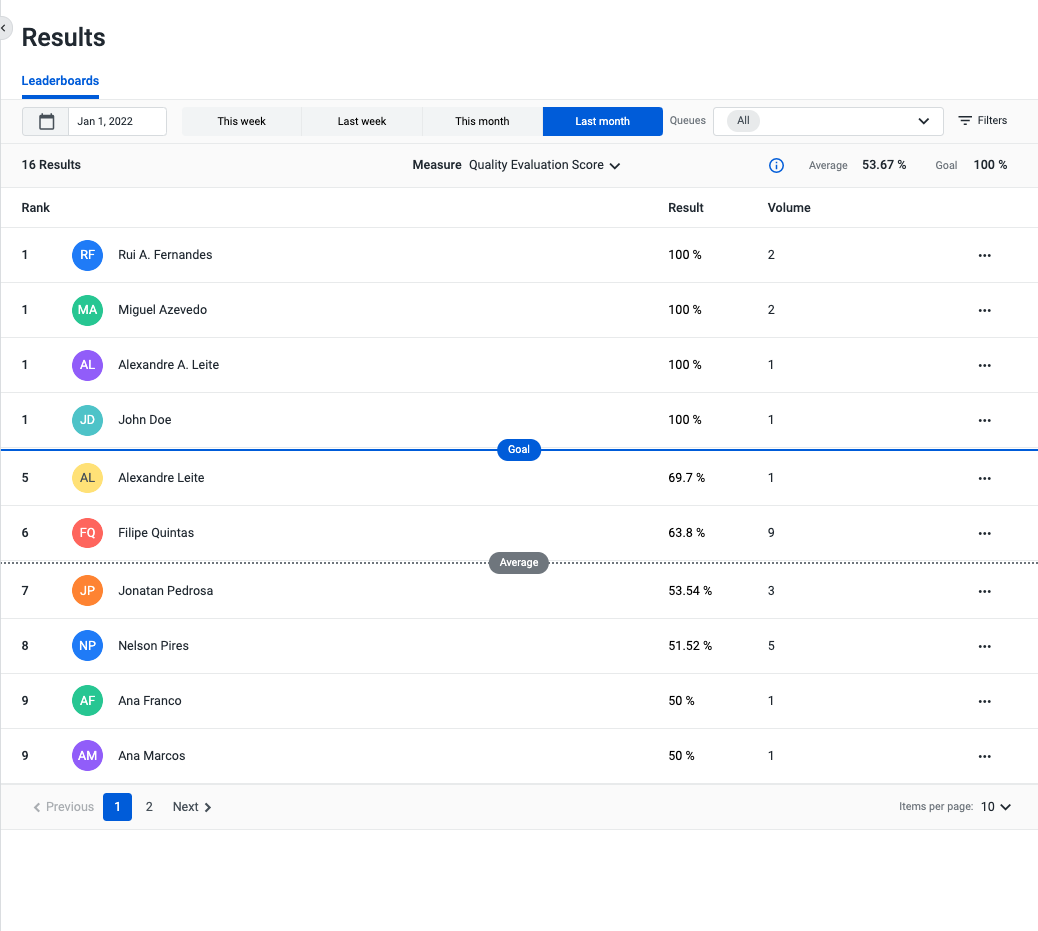 Results
Leaderboards
Jan 1, 2022 This week Last week This month Last month Queues All Filters
16 Results Measure Quality Evaluation Score Average 53.67 % Goal 100 %
Rank Result Volume
1 RF Rui A. Fernandes 100 % 2
1 MA Miguel Azevedo 100 % 2
1 AL Alexandre A. Leite 100 % 1
1 JD John Doe 100 % 1
Goal
5 AL Alexandre Leite 69.7 % 1
6 FQ Filipe Quintas 63.8 % 9
Average
7 JP Jonatan Pedrosa 53.54 % 3
8 NP Nelson Pires 51.52 % 5
9 AF Ana Franco 50 % 1
9 AM Ana Marcos 50 % 1
Previous 1 2 Next Items per page: 10